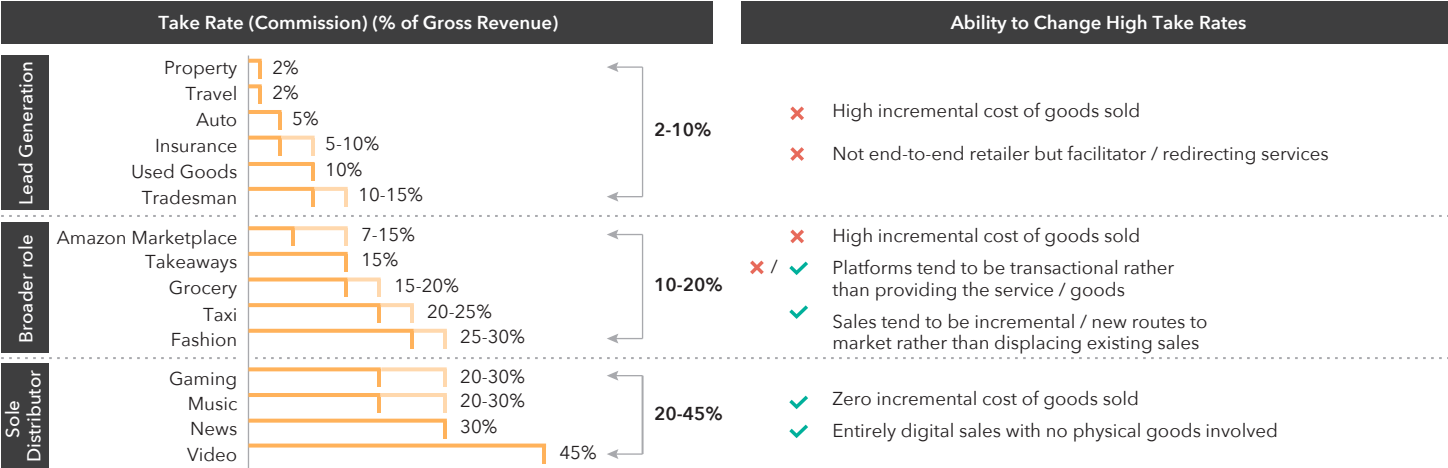 Take Rate (Commission) (% of Gross Revenue)
Ability to Change High Take Rates
Lead Generation
Property 2%
Travel 2%
Auto 5%
Insurance 5-10%
Used Goods 10%
Tradesman 10-15%
2-10%
High incremental cost of goods sold
Not end-to-end retailer but facilitator / redirecting services
Broader role
Amazon Marketplace 7-15%
Takeaways 15%
Grocery 15-20%
Taxi 20-25%
Fashion 25-30%
10-20%
High incremental cost of goods sold
/
Platforms tend to be transactional rather
than providing the service / goods
Sales tend to be incremental / new routes to
market rather than displacing existing sales
Sole
Distributor
Gaming 20-30%
Music 20-30%
News 30%
Video 45%
20-45%
Zero incremental cost of goods sold
Entirely digital sales with no physical goods involved